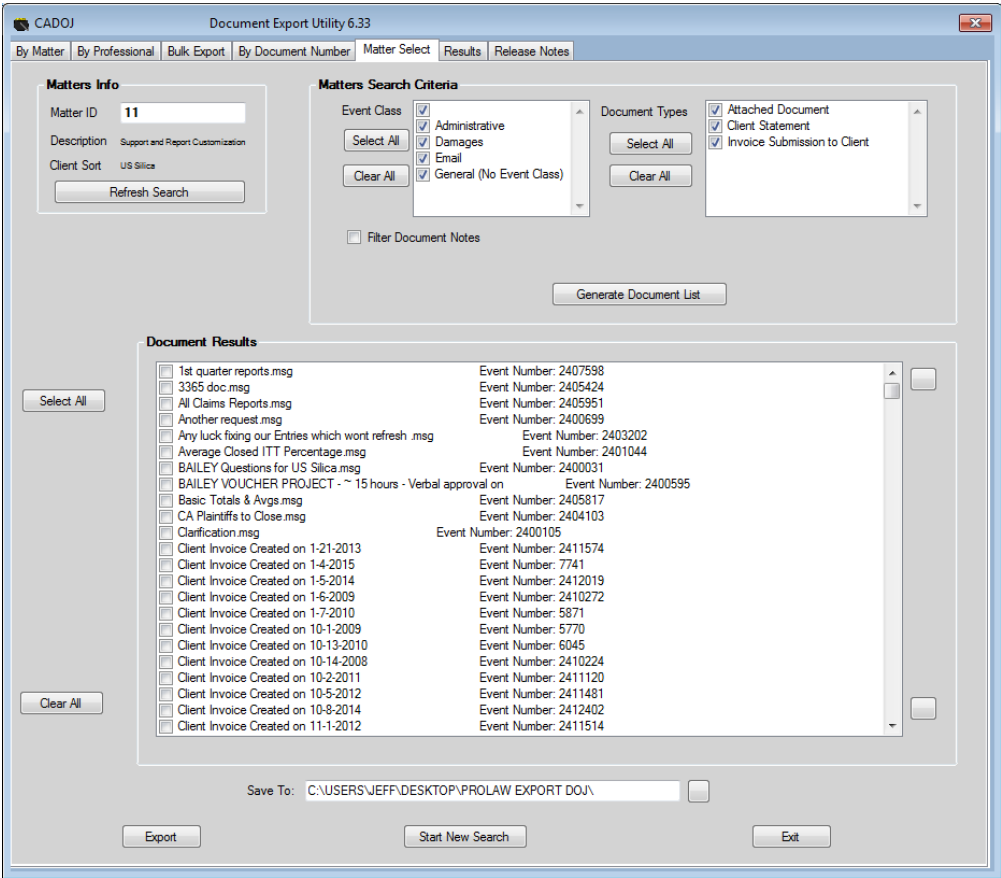 CADOJ Document Export Utility 6.33
By Matter By Professional Bulk Export By Document Number Matter Select Results Release Notes
Matters Info
Matter ID 11
Description Support and Report Customization
Client Sort US Silica
Refresh Search
Matters Search Criteria
Event Class
Select All
Clear All
Administrative
Damages
Email
General (No Event Class)
Document Types
Select All
Clear All
Attached Document
Client Statement
Invoice Submission to Client
Filter Document Notes
Generate Document List
Document Results
Select All
Clear All
1st quarter reports.msg Event Number: 2407598
3365 doc.msg Event Number: 2405424
All Claims Reports.msg Event Number: 2405951
Another request.msg Event Number: 2400699
Any luck fixing our Entries which wont refresh .msg Event Number: 2403202
Average Closed ITT Percentage.msg Event Number: 2401044
BAILEY Questions for US Silica.msg Event Number: 2400031
BAILEY VOUCHER PROJECT - ~ 15 hours - Verbal approval on Event Number: 2400595
Basic Totals & Avgs.msg Event Number: 2405817
CA Plaintiffs to Close.msg Event Number: 2404103
Clarification.msg Event Number: 2400105
Client Invoice Created on 1-21-2013 Event Number: 2411574
Client Invoice Created on 1-4-2015 Event Number: 7741
Client Invoice Created on 1-5-2014 Event Number: 2412019
Client Invoice Created on 1-6-2009 Event Number: 2410272
Client Invoice Created on 1-7-2010 Event Number: 5871
Client Invoice Created on 10-1-2009 Event Number: 5770
Client Invoice Created on 10-13-2010 Event Number: 6045
Client Invoice Created on 10-14-2008 Event Number: 2410224
Client Invoice Created on 10-2-2011 Event Number: 2411120
Client Invoice Created on 10-5-2012 Event Number: 2411481
Client Invoice Created on 10-8-2014 Event Number: 2412402
Client Invoice Created on 11-1-2012 Event Number: 2411514
Save To: C:\USERS\JEFF\DESKTOP\PROLAW EXPORT DOJ\
Export Start New Search Exit